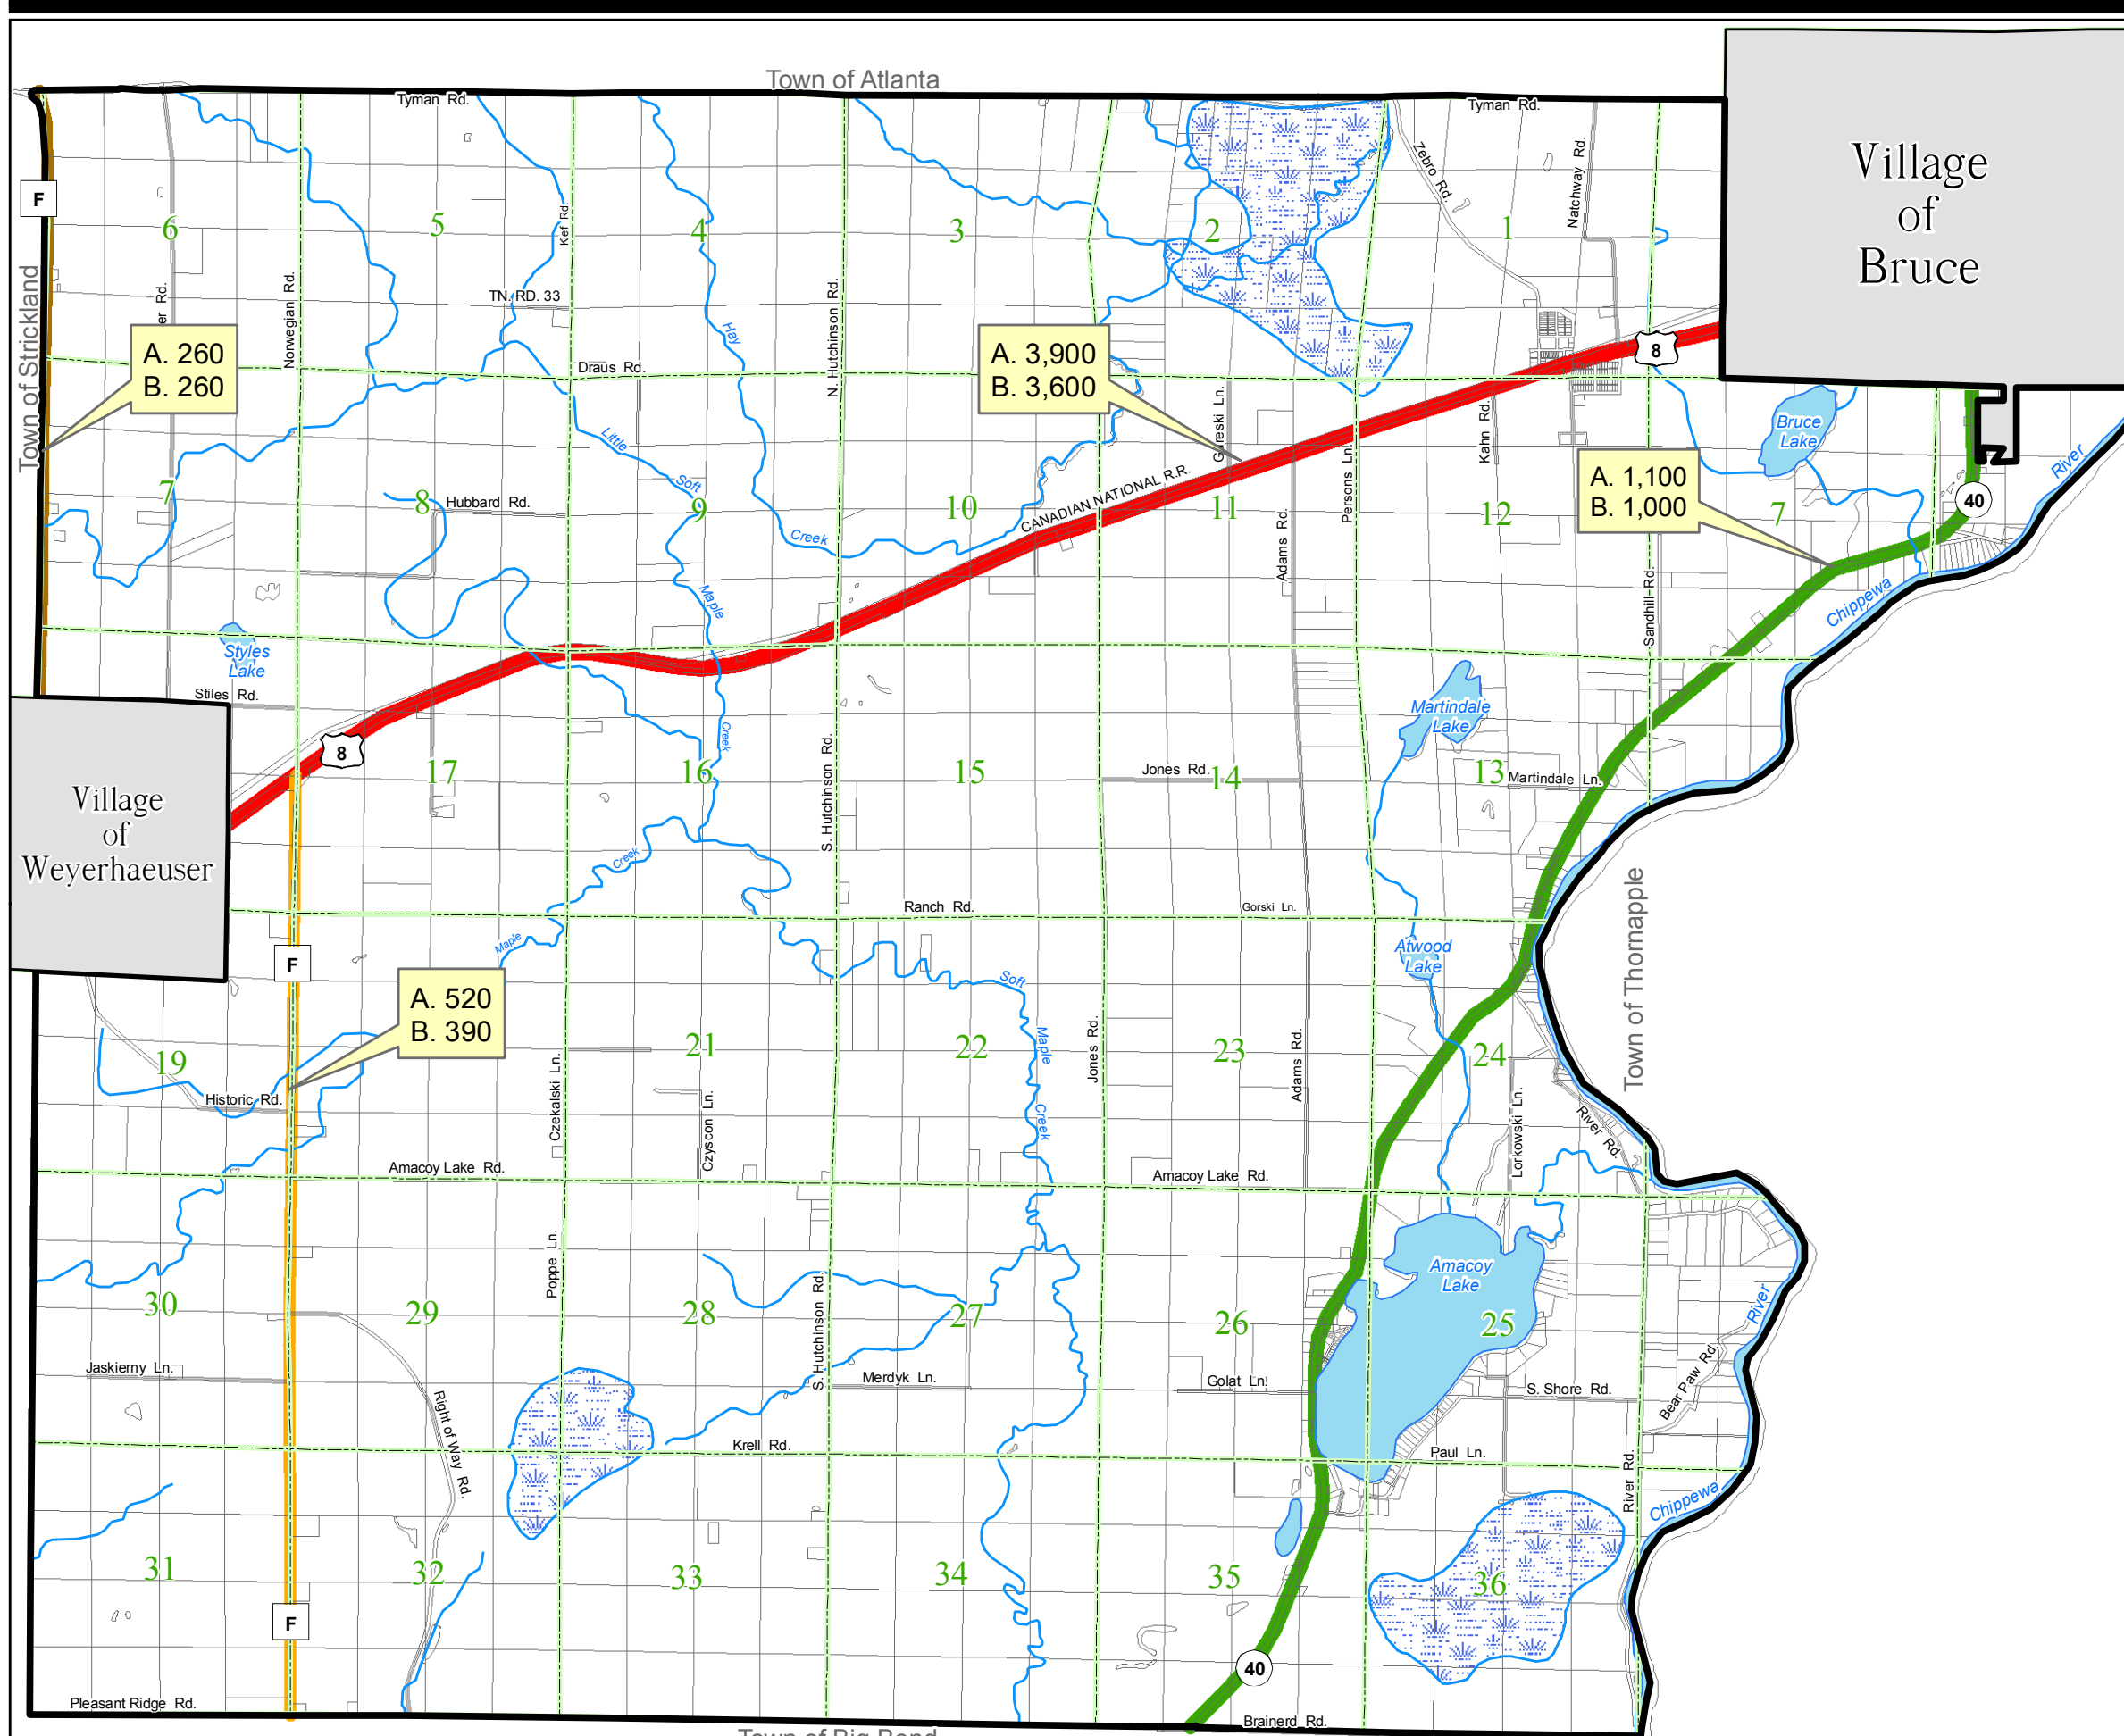 Town of Atlanta
Tyman Rd.
Tyman Rd.
Village
of
Bruce
Zebro Rd.
Natchway Rd.
F
6
5
4
3
2
1
Kief Rd.
Town of Strickland
er Rd.
Norwegian Rd.
TN. RD. 33
Hay
N. Hutchinson Rd.
A. 260
B. 260
A. 3,900
B. 3,600
8
Draus Rd.
Goreski Ln.
Kahn Rd.
Bruce
Lake
River
Little
Soft
Persons Ln.
A. 1,100
B. 1,000
7
8
Hubbard Rd.
9
10
CANADIAN NATIONAL R.R.
11
12
7
40
Creek
Adams Rd.
Sandhill Rd.
Chippewa
Maple
Styles
Lake
Stiles Rd.
Martindale
Lake
8
Creek
17
16
15
Jones Rd.
14
13
Martindale Ln.
S. Hutchinson Rd.
Village
of
Weyerhaeuser
Creek
Ranch Rd.
Gorski Ln.
Town of Thornapple
Maple
Atwood
Lake
F
Soft
A. 520
B. 390
19
21
22
Maple
Jones Rd.
23
Adams Rd.
24
Historic Rd.
Czekalski Ln.
Czyscon Ln.
Creek
Lorkowski Ln.
River Rd.
Amacoy Lake Rd.
Amacoy Lake Rd.
Poppe Ln.
Amacoy
Lake
30
29
28
S. Hutchinson Rd.
27
26
25
River
Jaskierny Ln.
Merdyk Ln.
Golat Ln.
S. Shore Rd.
Bear Paw Rd.
Right of Way Rd.
Krell Rd.
Paul Ln.
River Rd.
Chippewa
31
32
33
34
35
36
F
40
Pleasant Ridge Rd.
Brainerd Rd.
Town of Big Bend